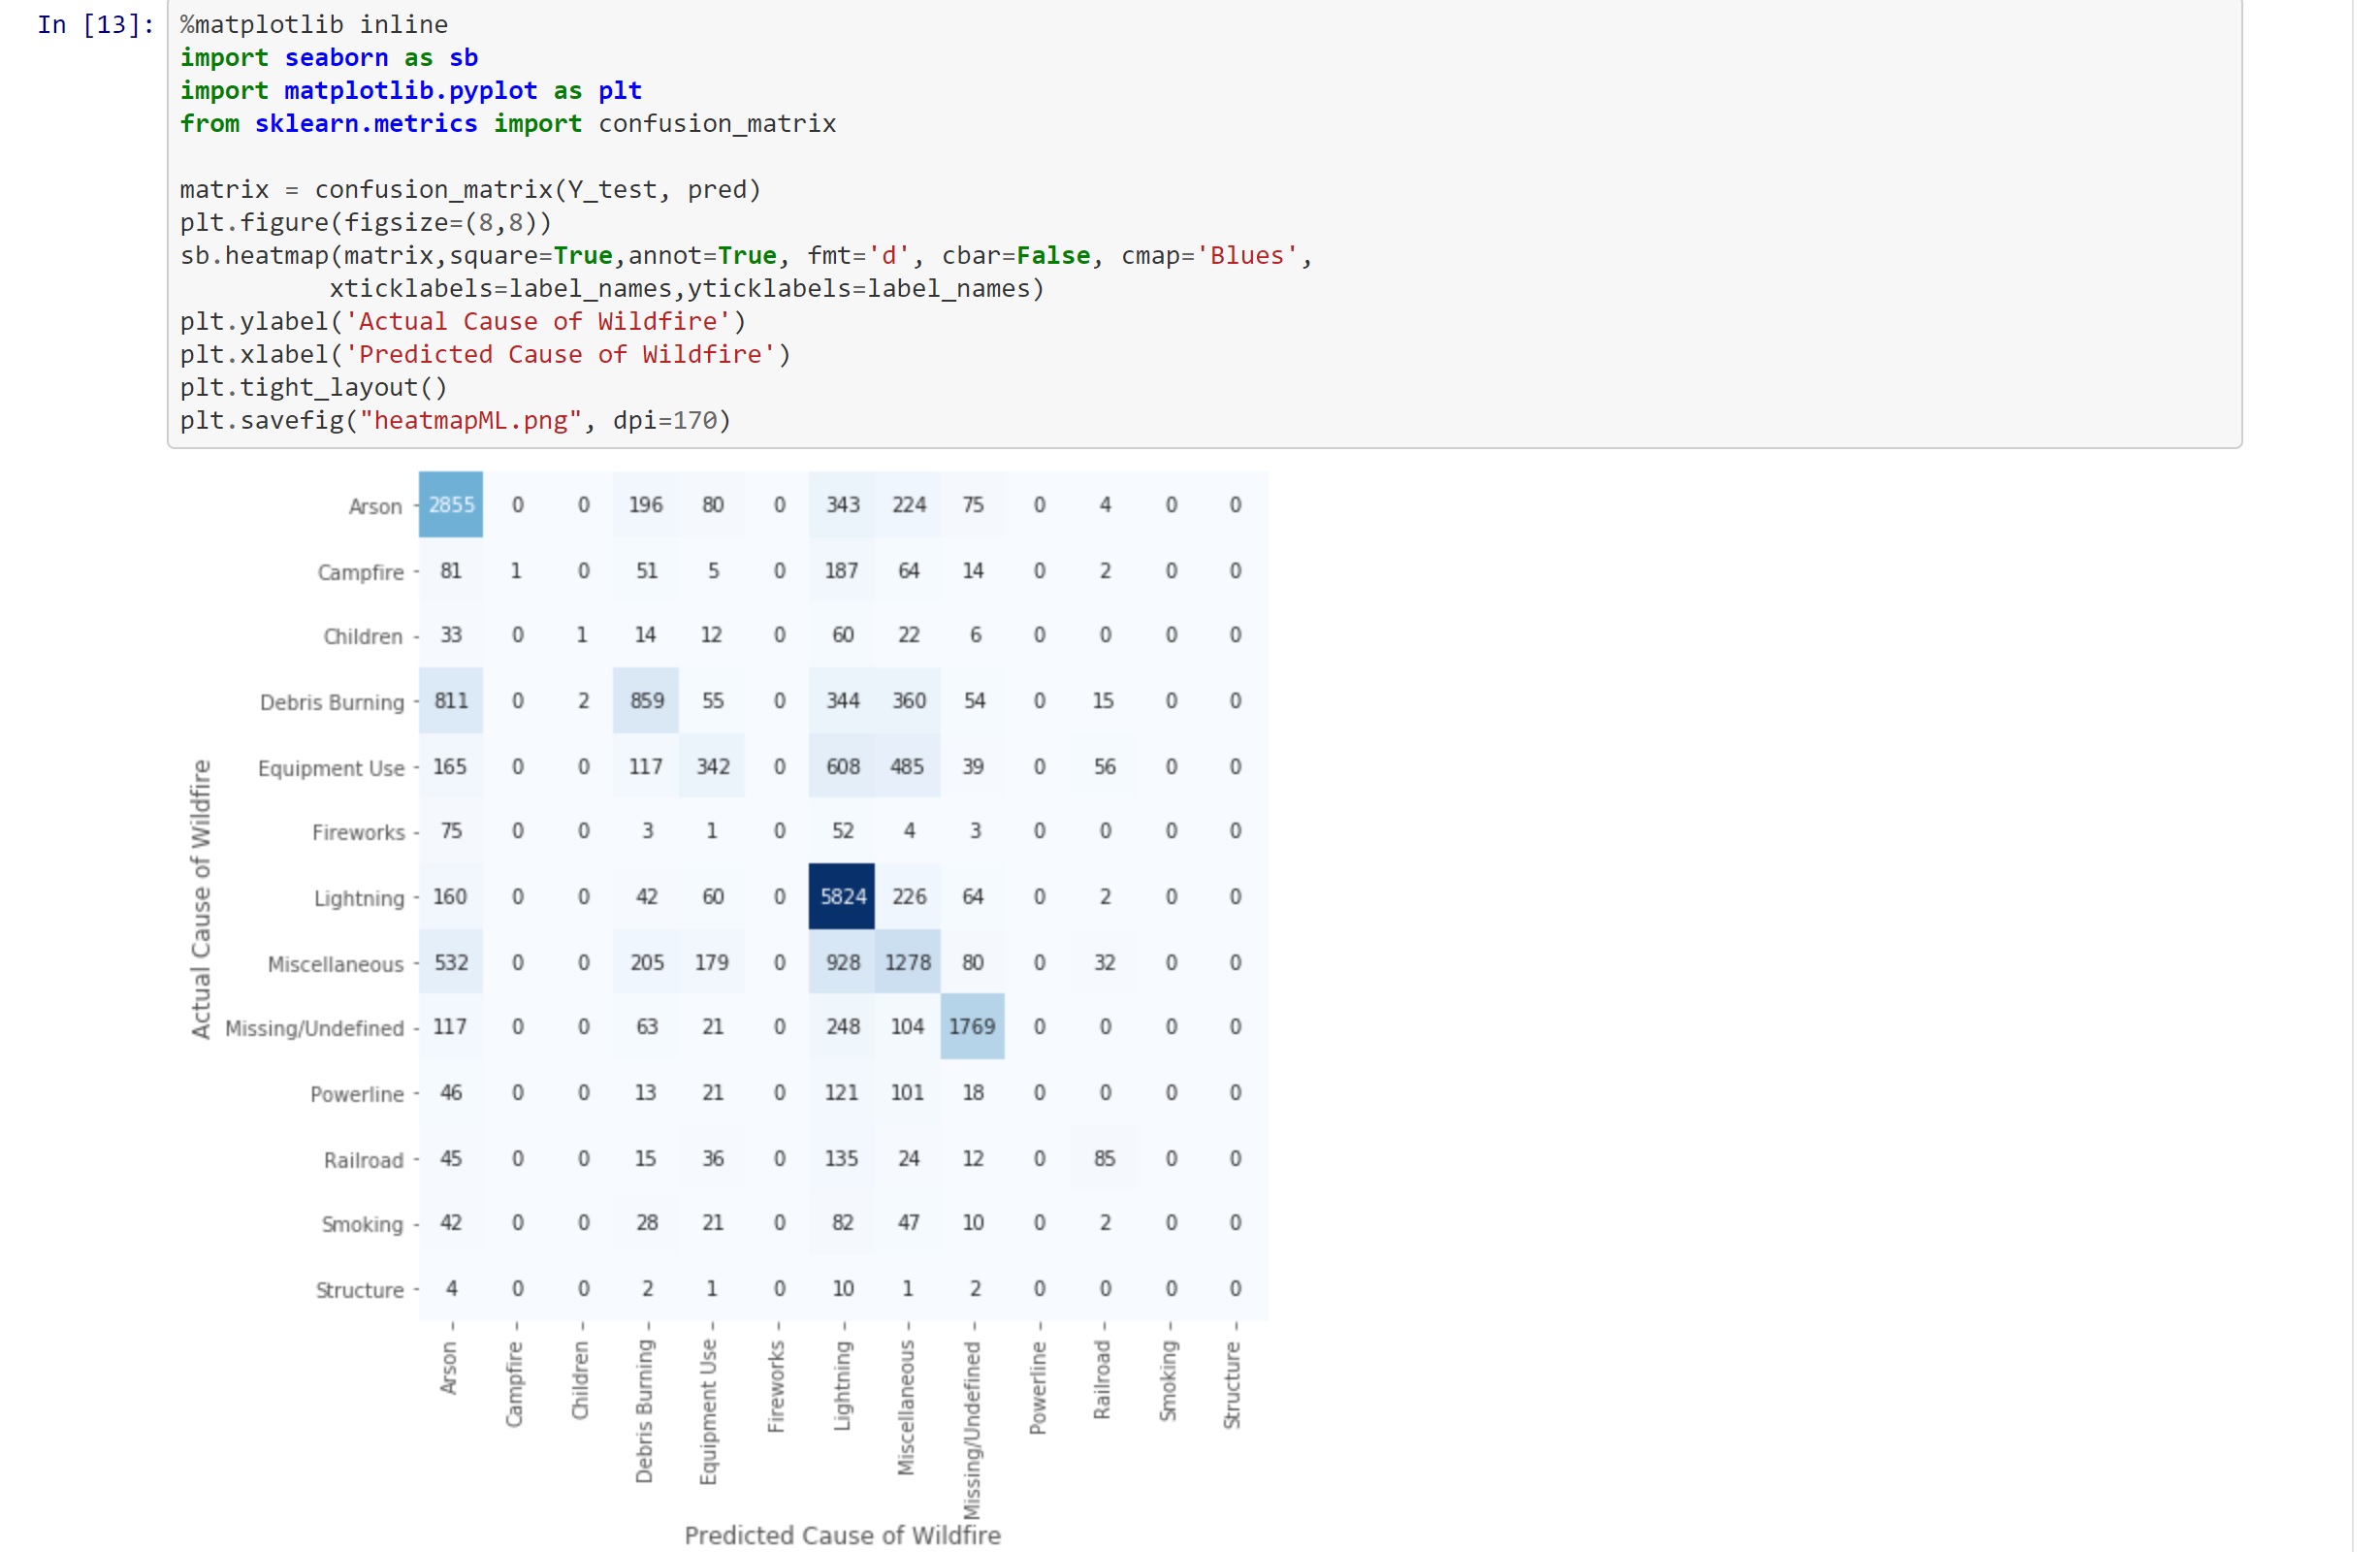 In [13]:
%matplotlib inline
import seaborn as sb
import matplotlib.pyplot as plt
from sklearn.metrics import confusion_matrix
matrix = confusion_matrix(Y_test, pred)
plt.figure(figsize=(8,8))
sb.heatmap(matrix,square=True,annot=True, fmt='d', cbar=False, cmap='Blues',
xticklabels=label_names,yticklabels=label_names)
plt.ylabel('Actual Cause of Wildfire')
plt.xlabel('Predicted Cause of Wildfire')
plt.tight_layout()
plt.savefig("heatmapML.png", dpi=170)
Actual Cause of Wildfire
Arson 2855 0 0 196 80 0 343 224 75 0 4 0 0
Campfire 81 1 0 51 5 0 187 64 14 0 2 0 0
Children 33 0 1 14 12 0 60 22 6 0 0 0 0
Debris Burning 811 0 2 859 55 0 344 360 54 0 15 0 0
Equipment Use 165 0 0 117 342 0 608 485 39 0 56 0 0
Fireworks 75 0 0 3 1 0 52 4 3 0 0 0 0
Lightning 160 0 0 42 60 0 5824 226 64 0 2 0 0
Miscellaneous 532 0 0 205 179 0 928 1278 80 0 32 0 0
Missing/Undefined 117 0 0 63 21 0 248 104 1769 0 0 0 0
Powerline 46 0 0 13 21 0 121 101 18 0 0 0 0
Railroad 45 0 0 15 36 0 135 24 12 0 85 0 0
Smoking 42 0 0 28 21 0 82 47 10 0 2 0 0
Structure 4 0 0 2 1 0 10 1 2 0 0 0 0
Arson
Campfire
Children
Debris Burning
Equipment Use
Fireworks
Lightning
Miscellaneous
Missing/Undefined
Powerline
Railroad
Smoking
Structure
Predicted Cause of Wildfire